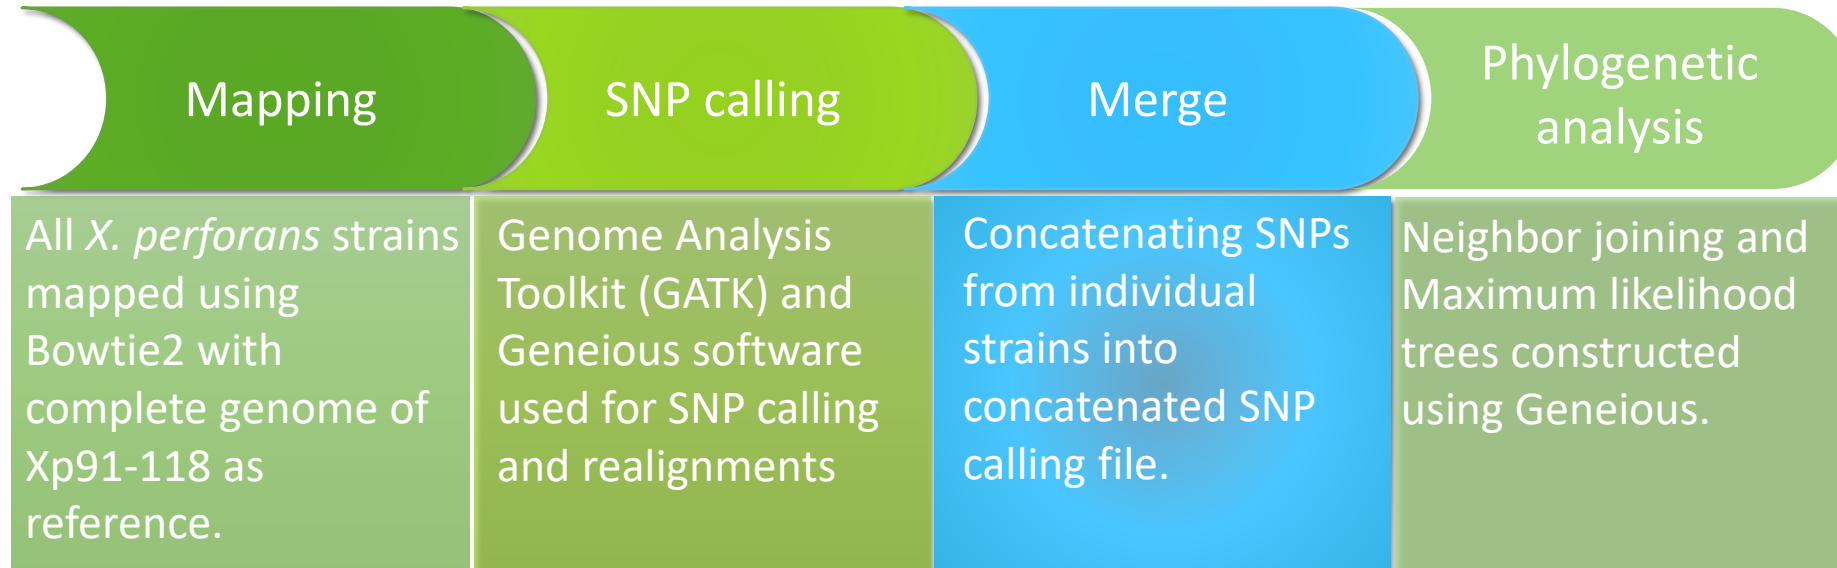 Mapping
SNP calling
Merge
Phylogenetic
analysis
All X. perforans strains
mapped using
Bowtie2 with
complete genome of
Xp91-118 as
reference.
Genome Analysis
Toolkit (GATK) and
Geneious software
used for SNP calling
and realignments
Concatenating SNPs
from individual
strains into
concatenated SNP
calling file.
Neighbor joining and
Maximum likelihood
trees constructed
using Geneious.